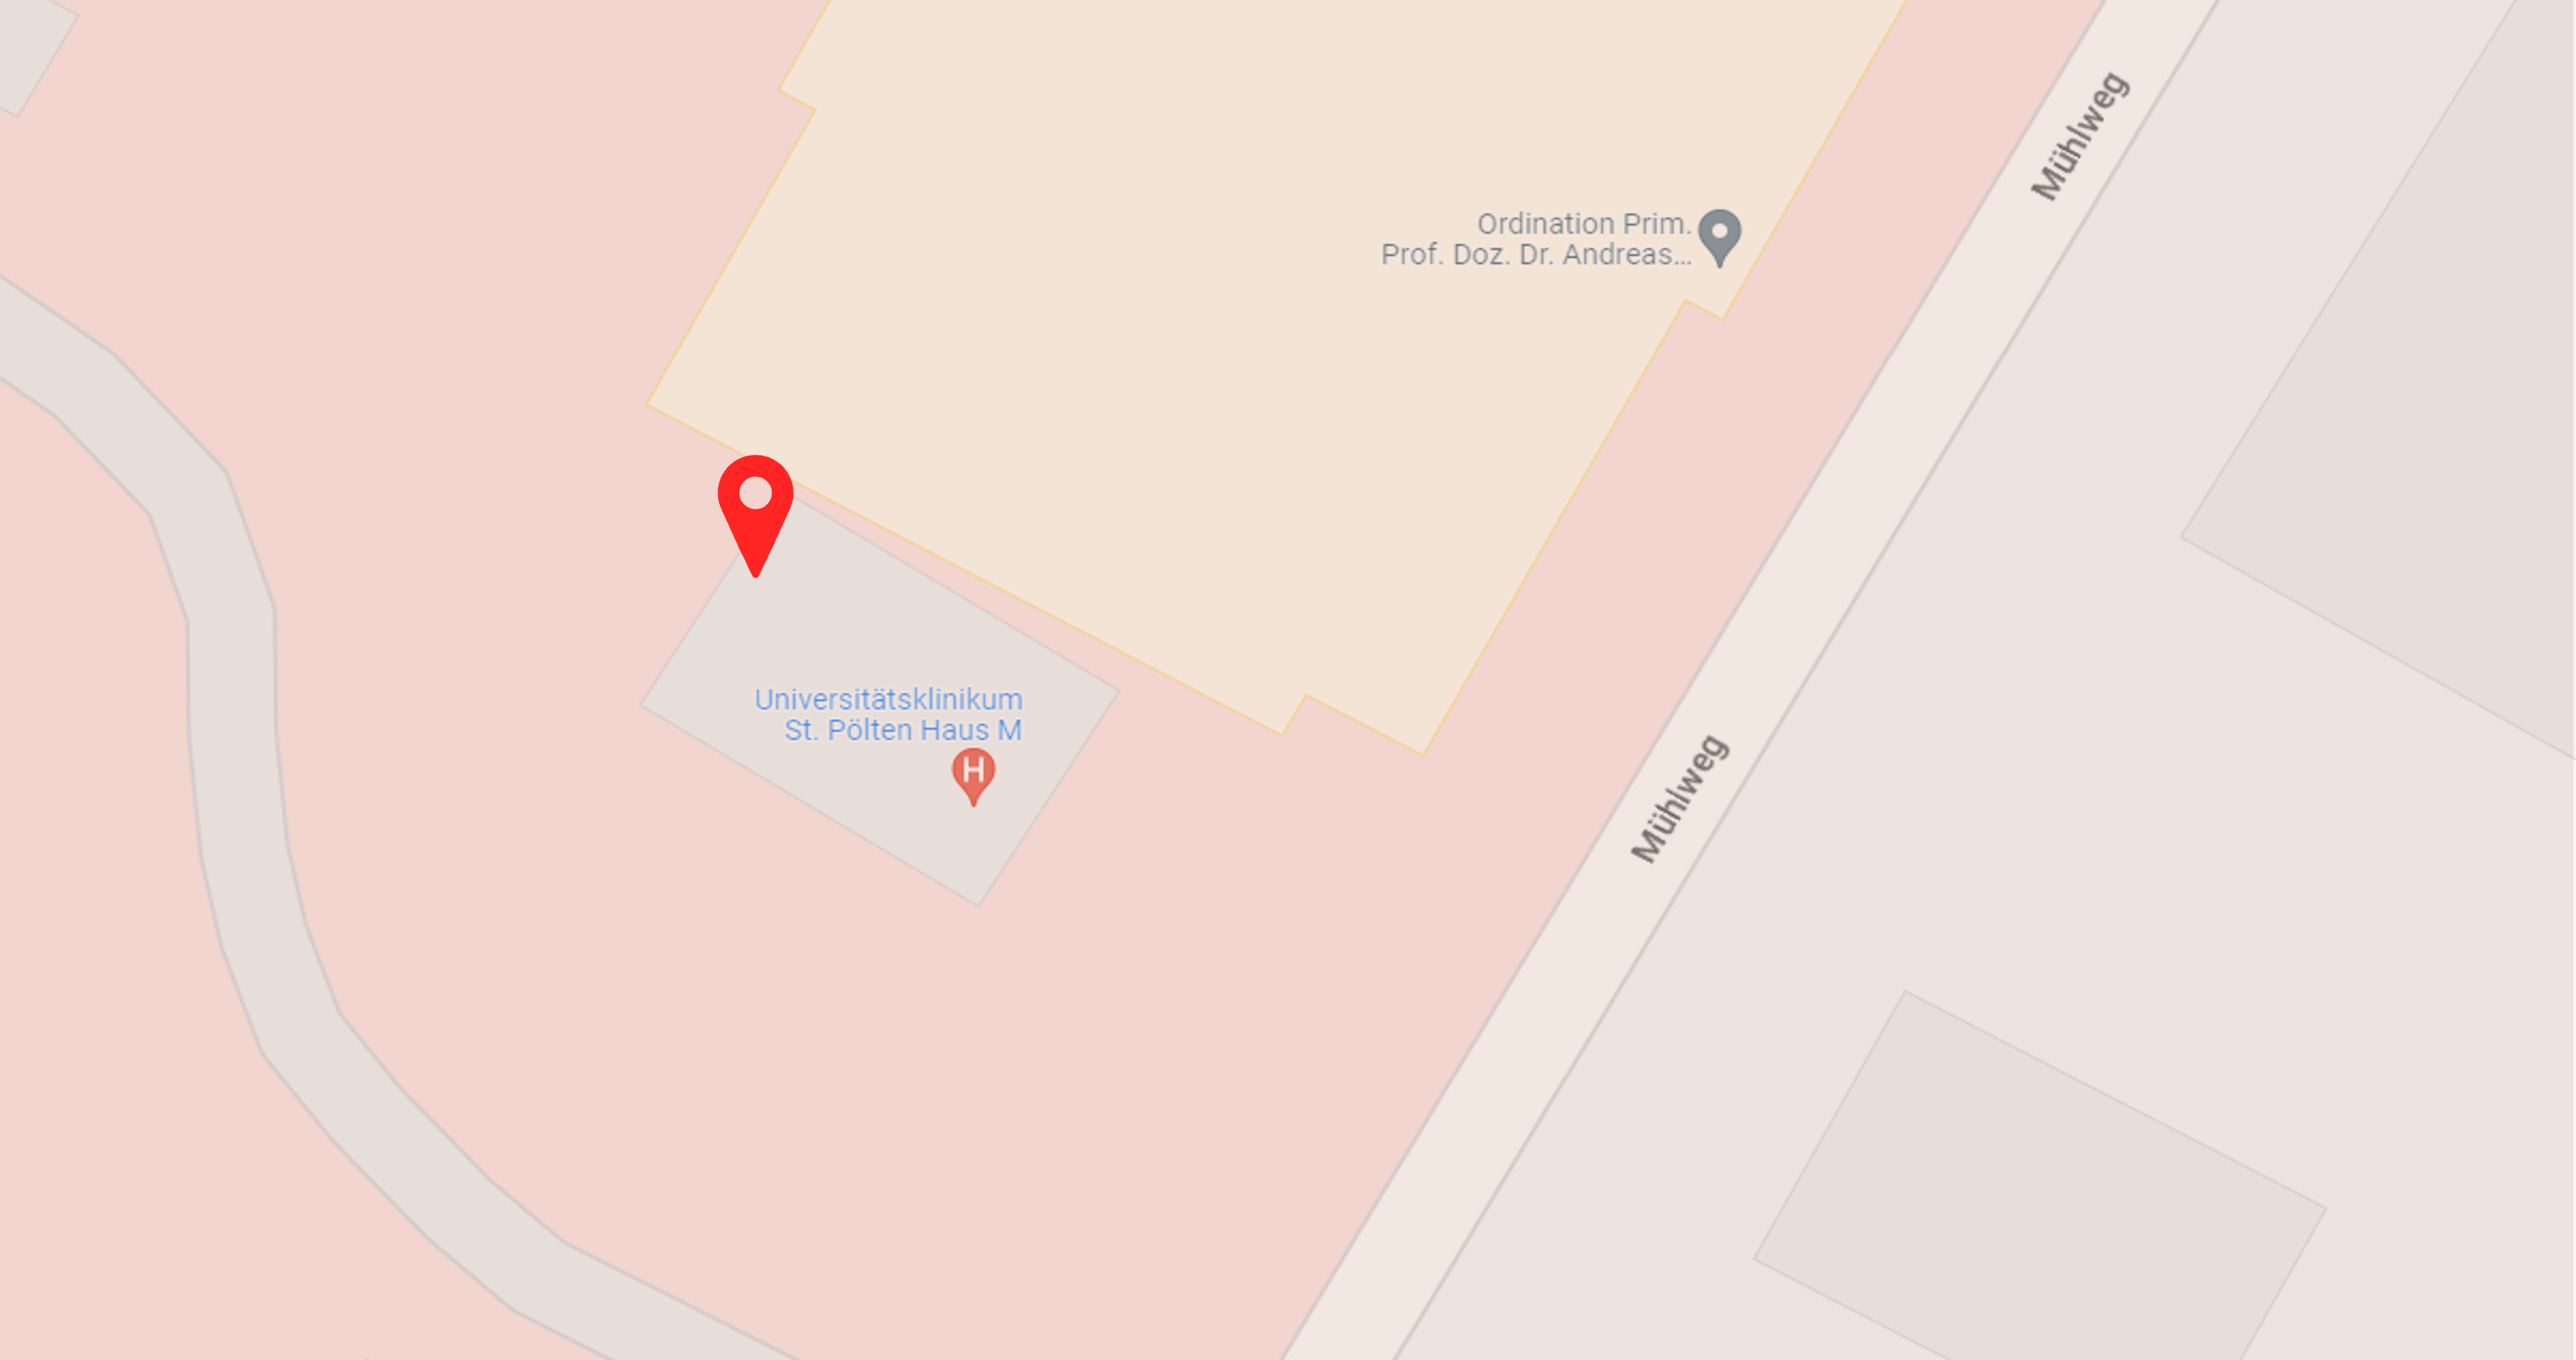 Mühlweg
Ordination Prim.
Prof. Doz. Dr. Andreas...
Universitätsklinikum
St. Pölten Haus M
H
Mühlweg